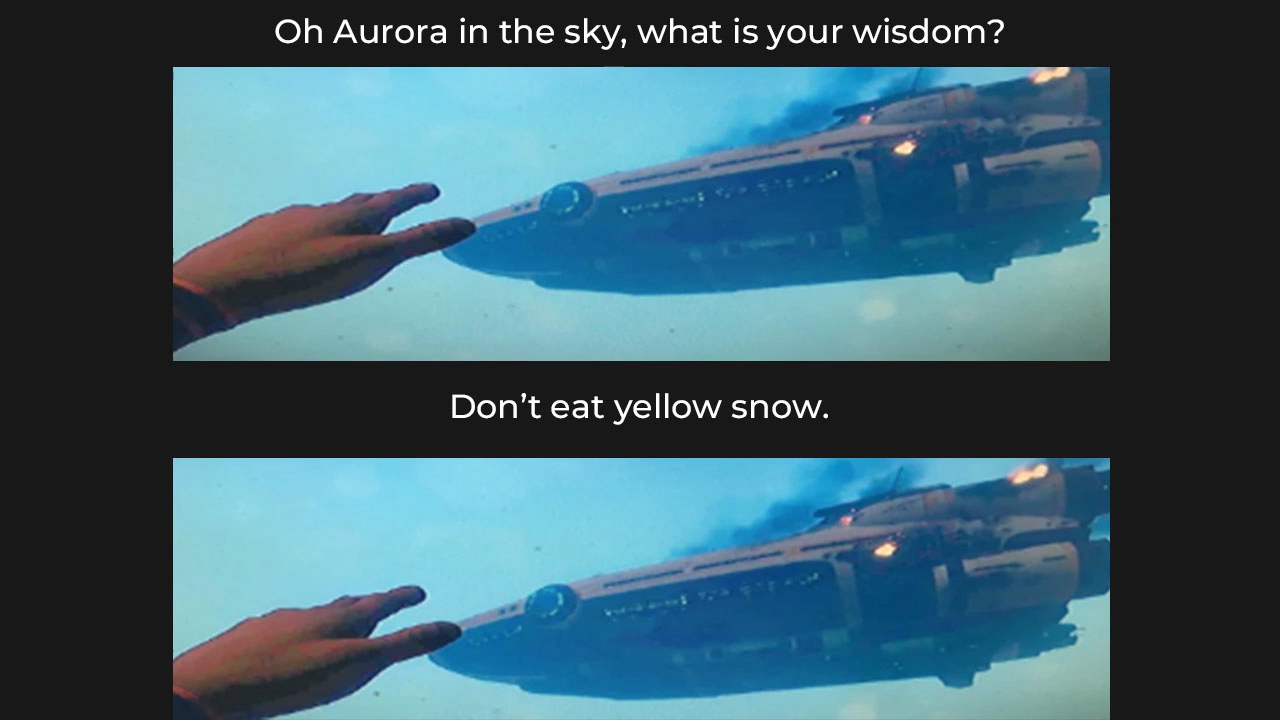 Oh Aurora in the sky, what is your wisdom?
Don’t eat yellow snow.